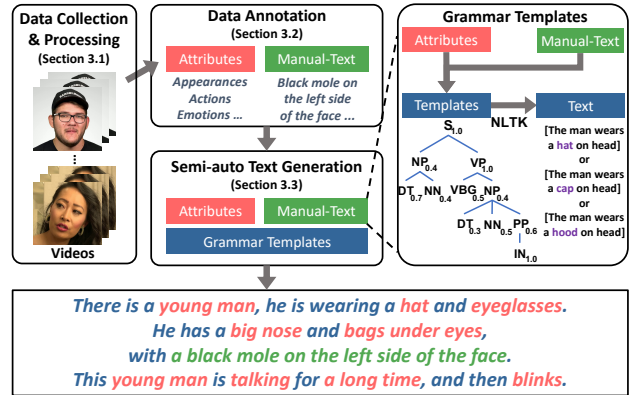 Data Collection
& Processing
(Section 3.1)
Videos
Data Annotation
(Section 3.2)
Attributes
Manual-Text
Appearances
Actions
Emotions ...
Black mole on
the left side
of the face ...
Semi-auto Text Generation
(Section 3.3)
Attributes
Manual-Text
Grammar Templates
Grammar Templates
Attributes
Manual-Text
Templates
NLTK
Text
S1.0
NP0.4
VP1.0
DT0.7
NN0.4
VBG0.5
NP0.4
DT0.3
NN0.5
PP0.6
IN1.0
[The man wears
a hat on head]
or
[The man wears
a cap on head]
or
[The man wears
a hood on head]
There is a young man, he is wearing a hat and eyeglasses.
He has a big nose and bags under eyes,
with a black mole on the left side of the face.
This young man is talking for a long time, and then blinks.